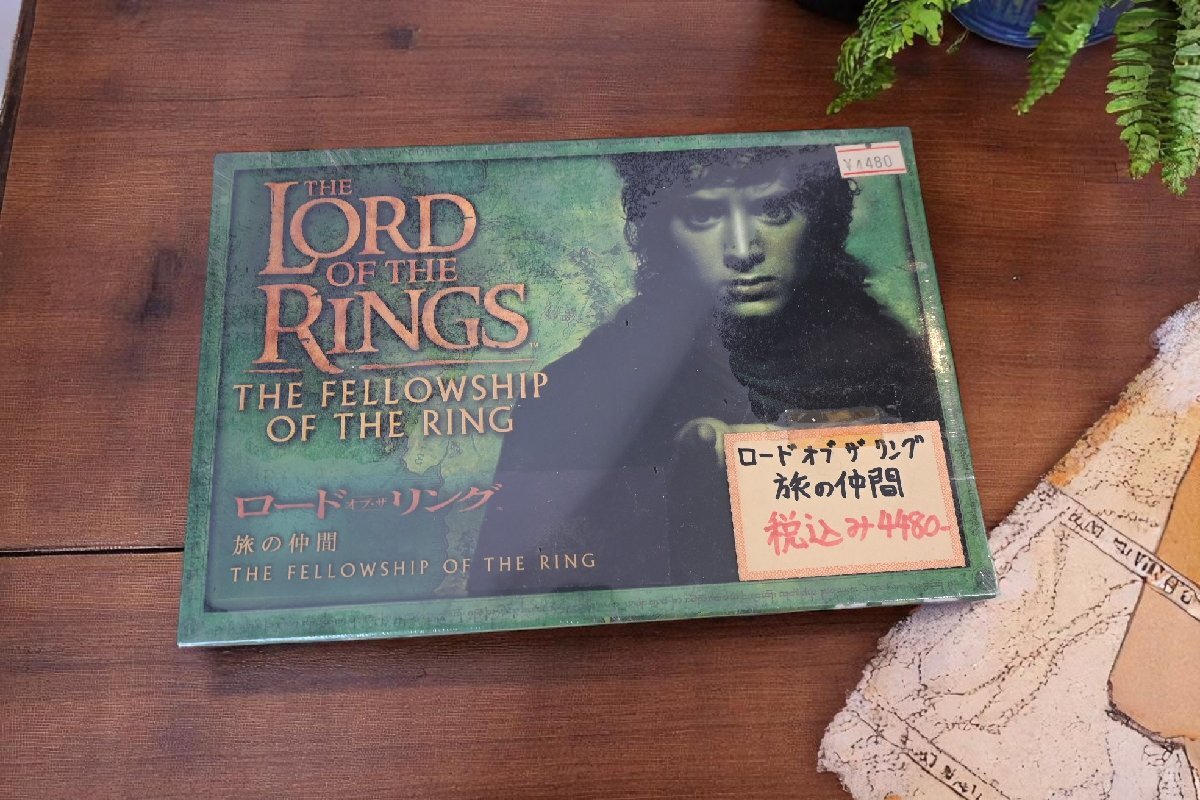 THE
LORD
OF THE
RINGS
THE FELLOWSHIP
OF THE RING
ロード オブ・ザ リング
旅の仲間
THE FELLOWSHIP OF THE RING
¥4480
ロード オブ ザ リング
旅の仲間
税込み4480-